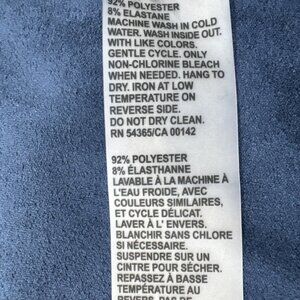 92% POLYESTER
8% ELASTANE
MACHINE WASH IN COLD
WATER. WASH INSIDE OUT.
WITH LIKE COLORS.
GENTLE CYCLE. ONLY
NON-CHLORINE BLEACH
WHEN NEEDED. HANG TO
DRY. IRON AT LOW
TEMPERATURE ON
REVERSE SIDE.
DO NOT DRY CLEAN.
RN 54365/CA 00142
92% POLYESTER
8% ÉLASTHANNE
LAVABLE À LA MACHINE À
L'EAU FROIDE, AVEC
COULEURS SIMILAIRES,
ET CYCLE DÉLICAT.
LAVER À L' ENVERS.
BLANCHIR SANS CHLORE
SI NÉCESSAIRE.
SUSPENDRE SUR UN
CINTRE POUR SÉCHER.
REPASSEZ À BASSE
TEMPÉRATURE AU
REVERS. PAS DE